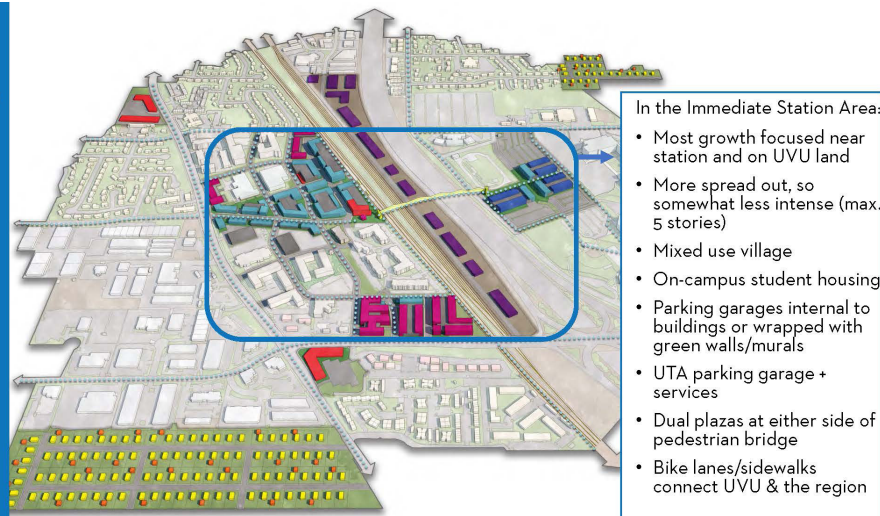 In the Immediate Station Area:
• Most growth focused near
station and on UVU land
• More spread out, so
somewhat less intense (max.
5 stories)
• Mixed use village
• On-campus student housing
• Parking garages internal to
buildings or wrapped with
green walls/murals
• UTA parking garage +
services
• Dual plazas at either side of
pedestrian bridge
• Bike lanes/sidewalks
connect UVU & the region